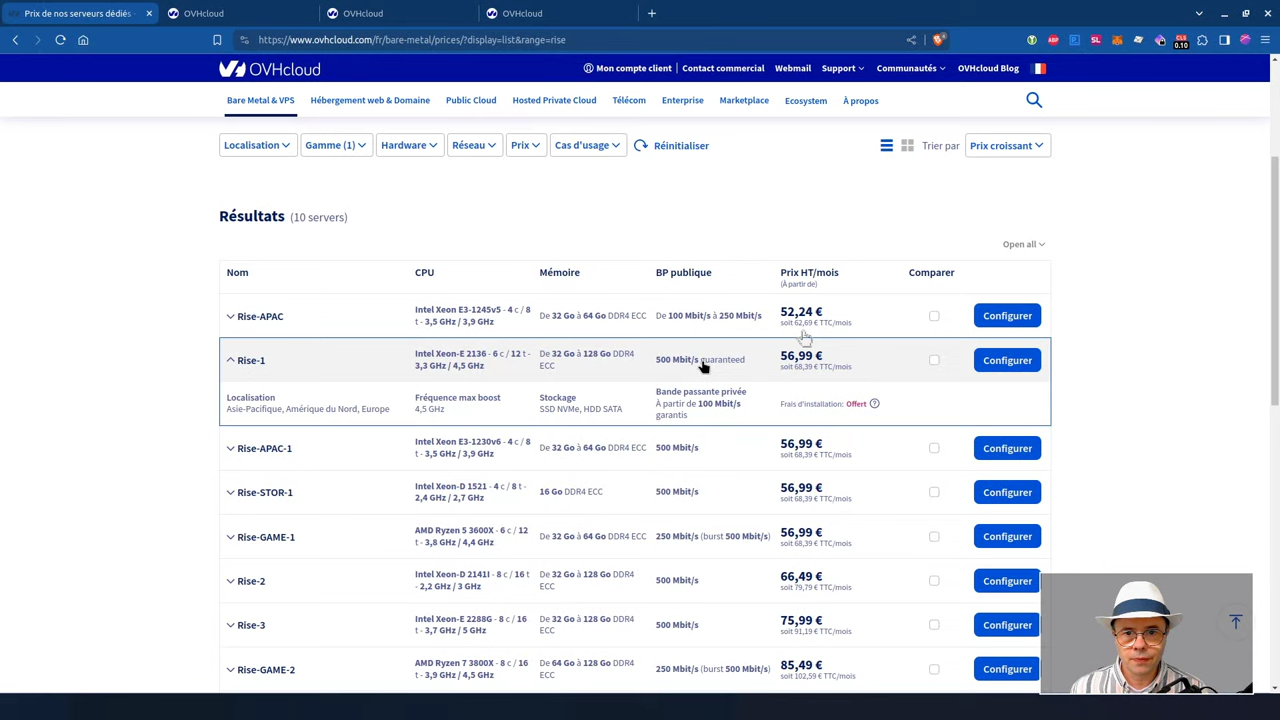 Prix de nos serveurs dédiés
OVHcloud
OVHcloud
OVHcloud
https://www.ovhcloud.com/fr/bare-metal/prices/?display=list&range=rise
OVHcloud
Mon compte client
Contact commercial
Webmail
Support
Communautés
OVHcloud Blog
Bare Metal & VPS
Hébergement web & Domaine
Public Cloud
Hosted Private Cloud
Télécom
Enterprise
Marketplace
Ecosystem
À propos
Localisation
Gamme (1)
Hardware
Réseau
Prix
Cas d'usage
Réinitialiser
Trier par
Prix croissant
Résultats (10 servers)
Open all
Nom
CPU
Mémoire
BP publique
Prix HT/mois
(À partir de)
Comparer
Rise-APAC
Intel Xeon E3-1245v5 - 4 c / 8
t - 3,5 GHz / 3,9 GHz
De 32 Go à 64 Go DDR4 ECC
De 100 Mbit/s à 250 Mbit/s
52,24 €
soit 62,69 € TTC/mois
Configurer
Rise-1
Intel Xeon-E 2136 - 6 c / 12 t -
3,3 GHz / 4,5 GHz
De 32 Go à 128 Go DDR4
ECC
500 Mbit/s guaranteed
56,99 €
soit 68,39 € TTC/mois
Configurer
Localisation
Asie-Pacifique, Amérique du Nord, Europe
Fréquence max boost
4,5 GHz
Stockage
SSD NVMe, HDD SATA
Bande passante privée
À partir de 100 Mbit/s
garantis
Frais d'installation: Offert
Rise-APAC-1
Intel Xeon E3-1230v6 - 4 c / 8
t - 3,5 GHz / 3,9 GHz
De 32 Go à 64 Go DDR4 ECC
500 Mbit/s
56,99 €
soit 68,39 € TTC/mois
Configurer
Rise-STOR-1
Intel Xeon-D 1521 - 4 c / 8 t -
2,4 GHz / 2,7 GHz
16 Go DDR4 ECC
500 Mbit/s
56,99 €
soit 68,39 € TTC/mois
Configurer
Rise-GAME-1
AMD Ryzen 5 3600X - 6 c / 12
t - 3,8 GHz / 4,4 GHz
De 32 Go à 64 Go DDR4 ECC
250 Mbit/s (burst 500 Mbit/s)
56,99 €
soit 68,39 € TTC/mois
Configurer
Rise-2
Intel Xeon-D 2141I - 8 c / 16 t
- 2,2 GHz / 3 GHz
De 32 Go à 128 Go DDR4
ECC
500 Mbit/s
66,49 €
soit 79,79 € TTC/mois
Configurer
Rise-3
Intel Xeon-E 2288G - 8 c / 16
t - 3,7 GHz / 5 GHz
De 32 Go à 128 Go DDR4
ECC
500 Mbit/s
75,99 €
soit 91,19 € TTC/mois
Configurer
Rise-GAME-2
AMD Ryzen 7 3800X - 8 c / 16
t - 3,9 GHz / 4,5 GHz
De 64 Go à 128 Go DDR4
ECC
250 Mbit/s (burst 500 Mbit/s)
85,49 €
soit 102,59 € TTC/mois
Configurer